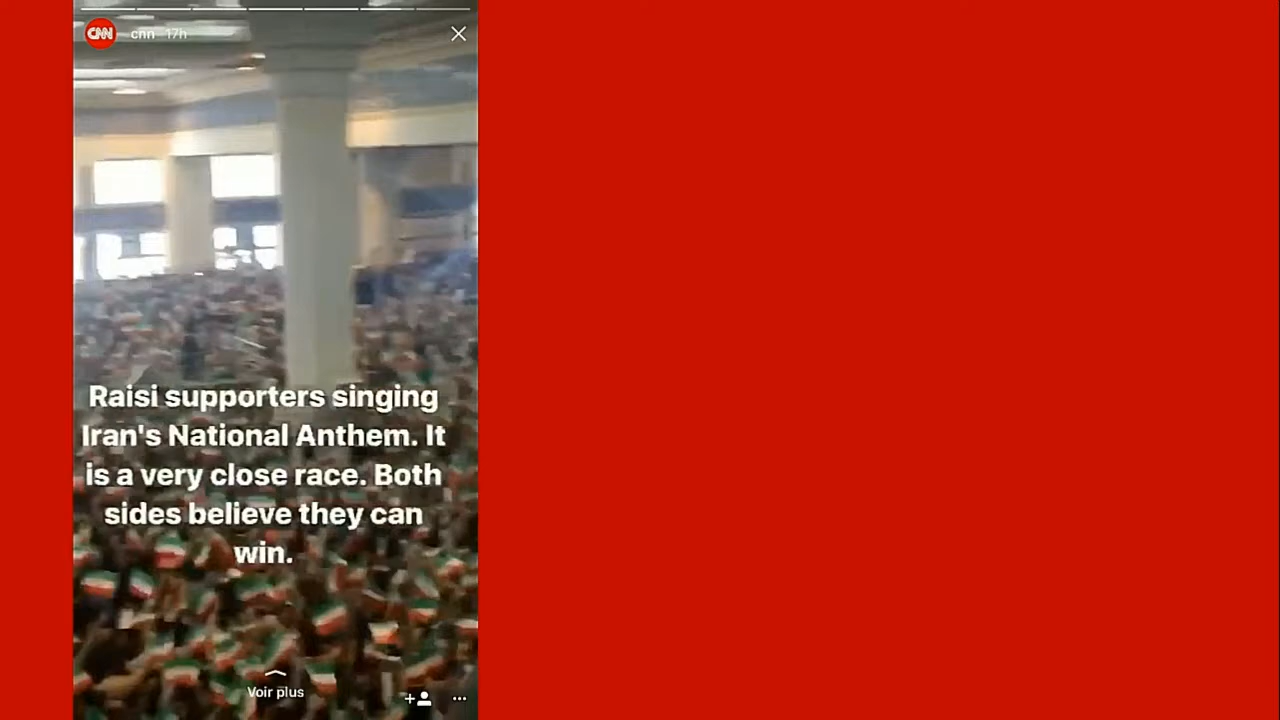 CNN
cnn 17h
Raisi supporters singing
Iran's National Anthem. It
is a very close race. Both
sides believe they can
win.
Voir plus